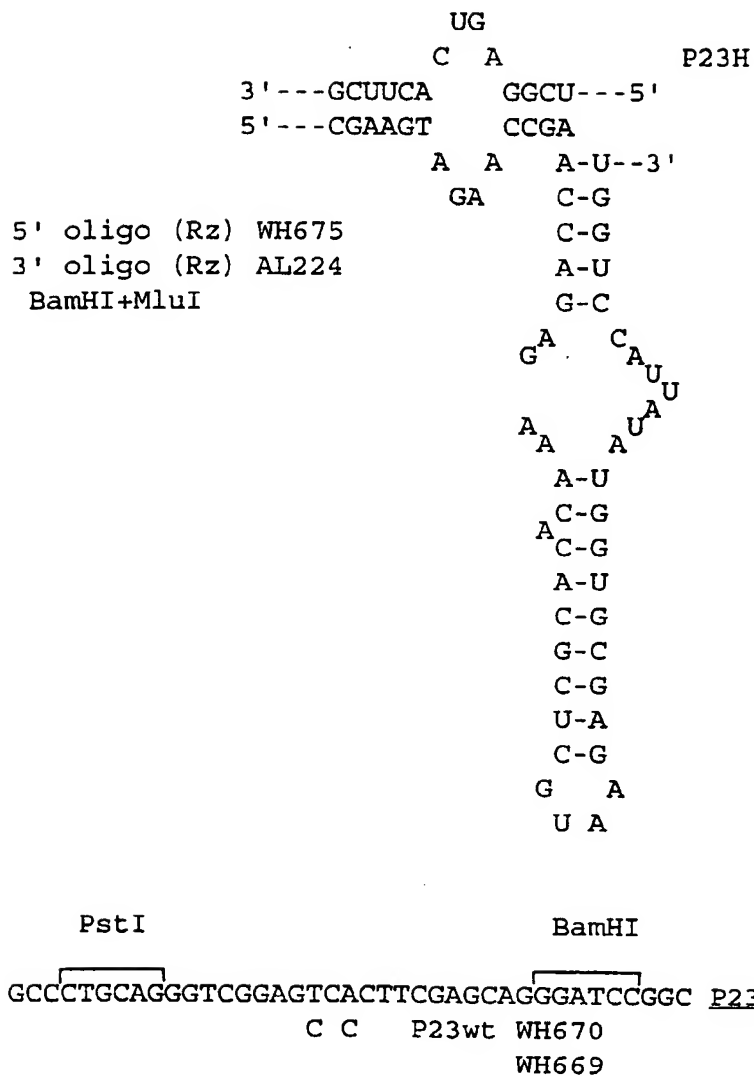 UG
C A P23H
3'---GCUUCA GGCU---5'
5'---CGAAGT CCGA
A A A-U--3'
GA C-G
5' oligo (Rz) WH675 C-G
3' oligo (Rz) AL224 A-U
BamHI+MluI G-C
G A C A U U A U A
A A
A-U
C-G
A
C-G
A-U
C-G
G-C
C-G
U-A
C-G
G A
U A
PstI BamHI
GCCCTGCAGGGTCGGAGTCACTTCGAGCAGGGATCCGGC P23
C C P23wt WH670
WH669